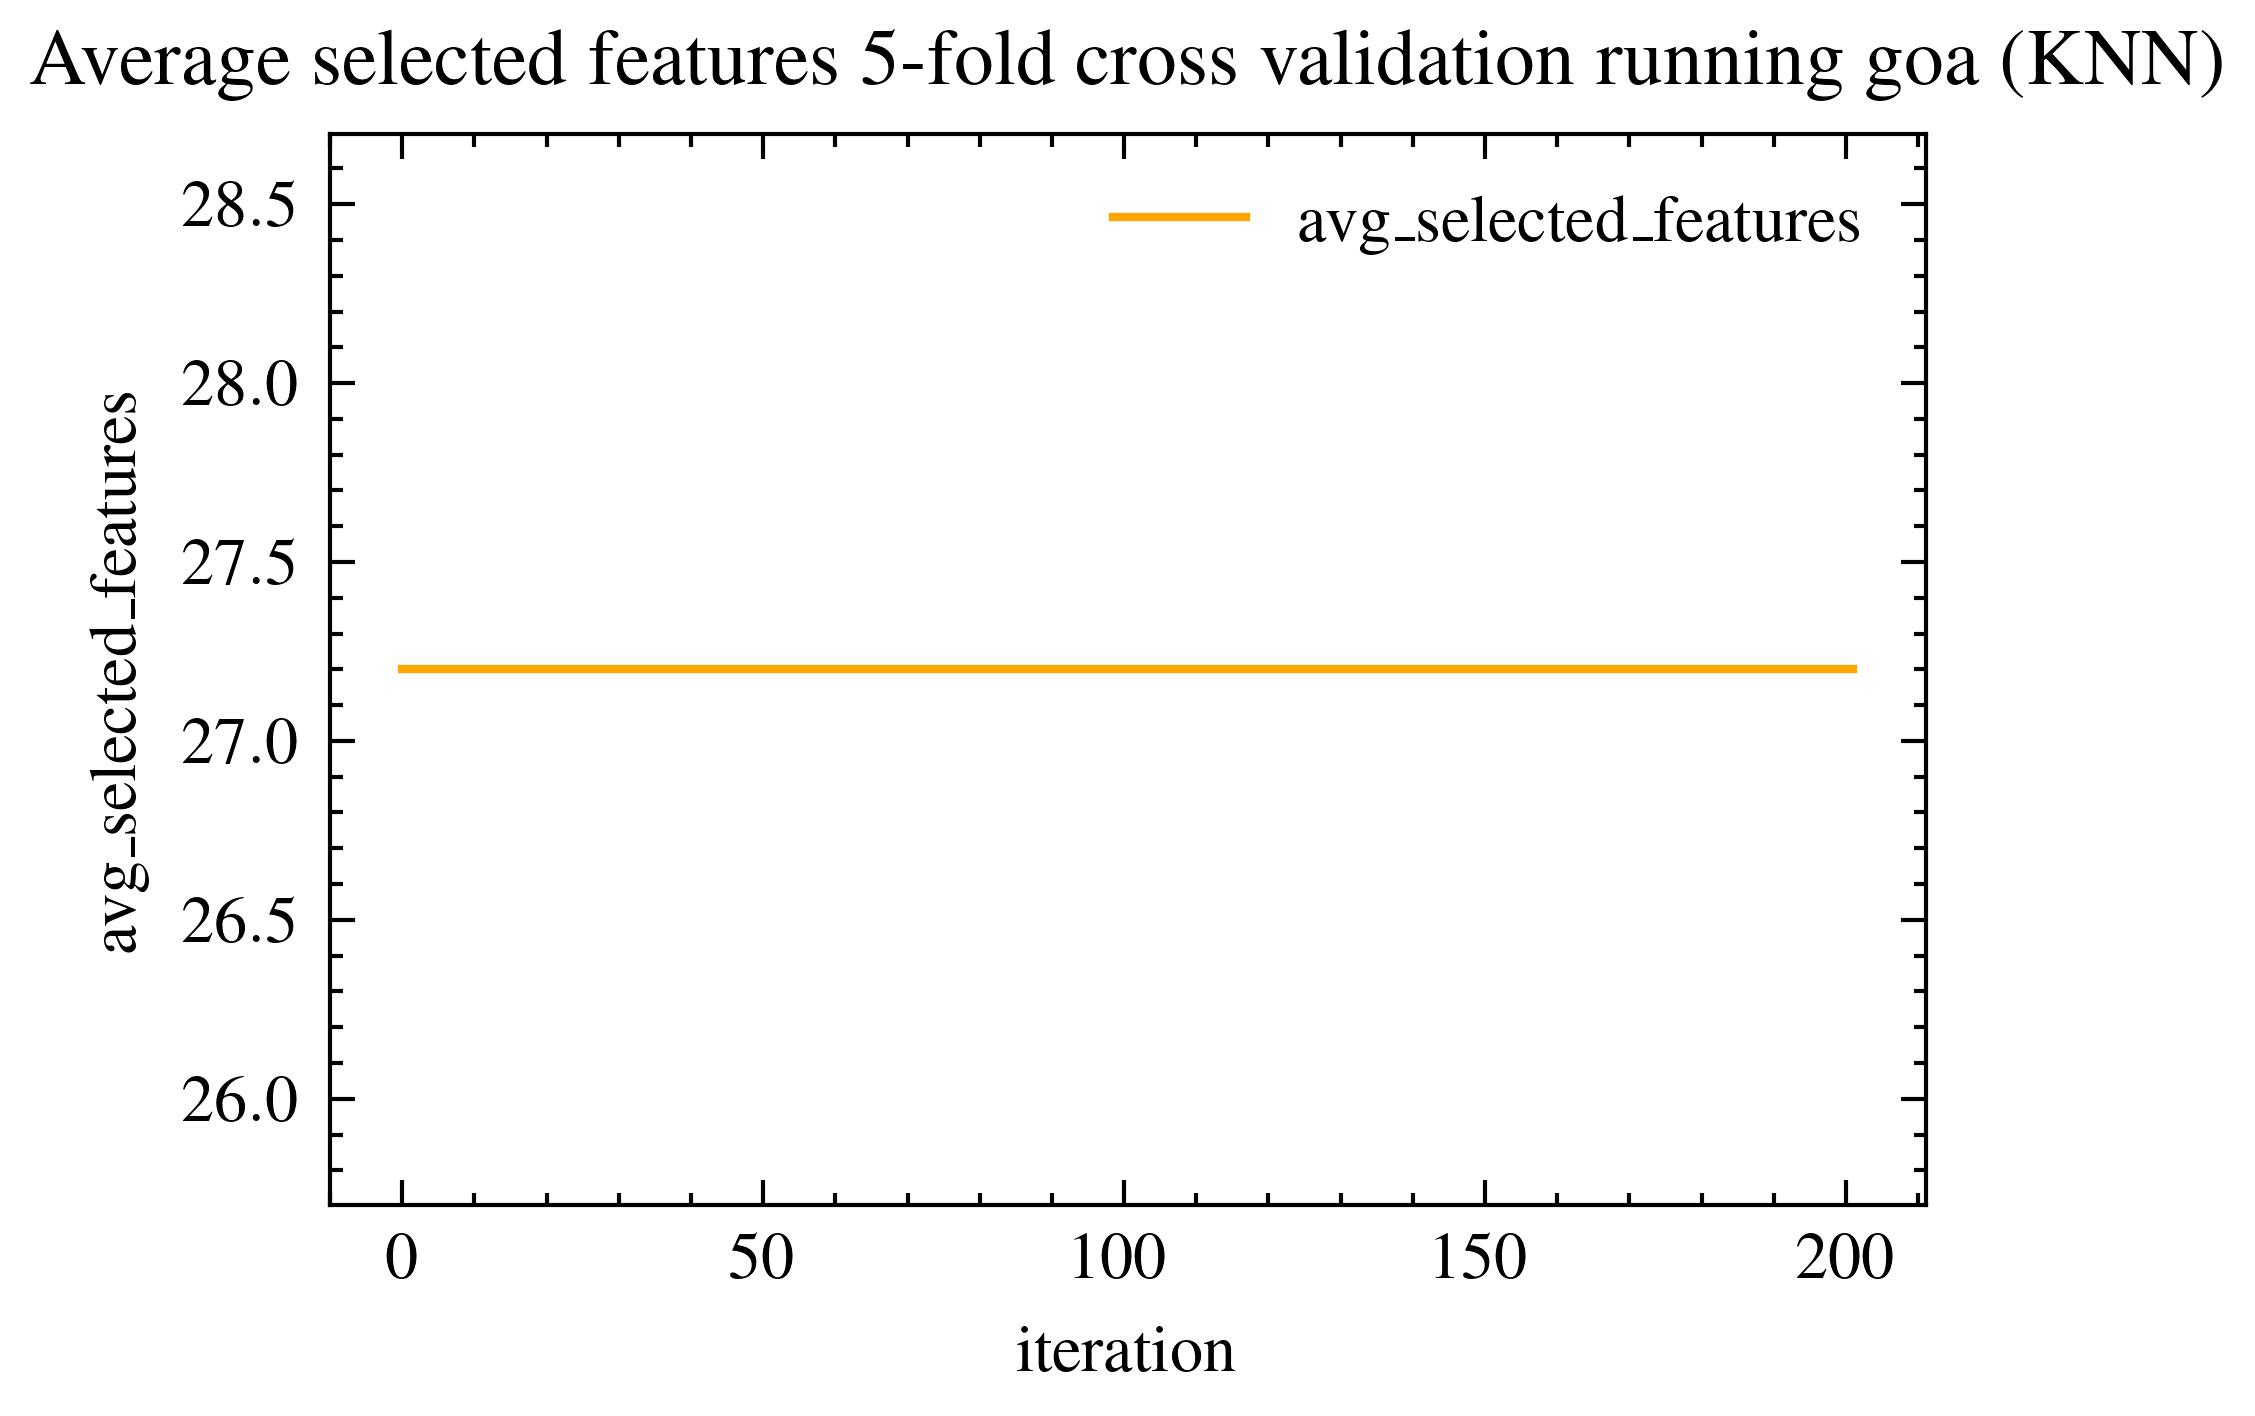 Average selected features 5-fold cross validation running goa (KNN)
avg_selected_features
28.5
28.0
27.5
27.0
26.5
26.0
avg_selected_features
0 50 100 150 200
iteration